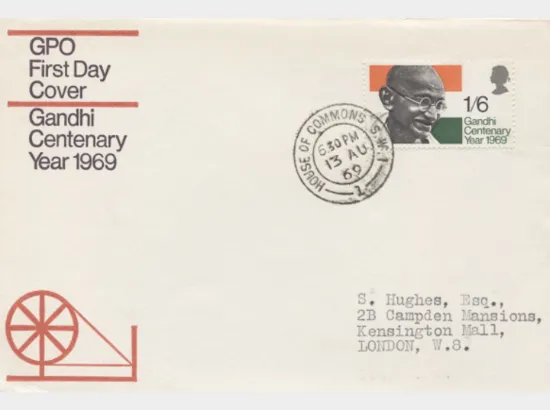 GPO
First Day
Cover
Gandhi
Centenary
Year 1969
1/6
Gandhi
Centenary
Year 1969
HOUSE OF COMMONS S.W.1
6.30 PM
13 AU
69
1
S. Hughes, Esq.,
2B Campden Mansions,
Kensington Mall,
LONDON, W.8.